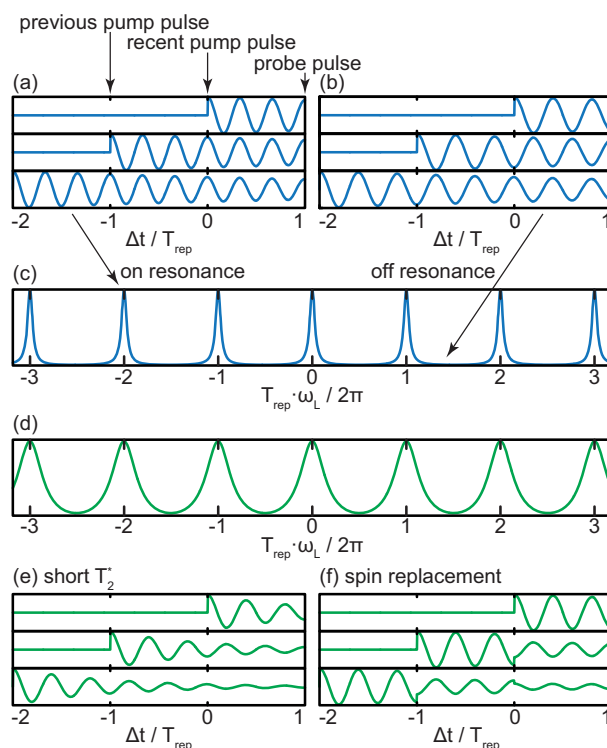 previous pump pulse
recent pump pulse
probe pulse
(a)
(b)
-2 -1 0 1
-2 -1 0 1
Δt / T_rep
Δt / T_rep
on resonance
off resonance
(c)
-3 -2 -1 0 1 2 3
T_rep·ω_L / 2π
(d)
-3 -2 -1 0 1 2 3
T_rep·ω_L / 2π
(e) short T_2^*
(f) spin replacement
-2 -1 0 1
-2 -1 0 1
Δt / T_rep
Δt / T_rep